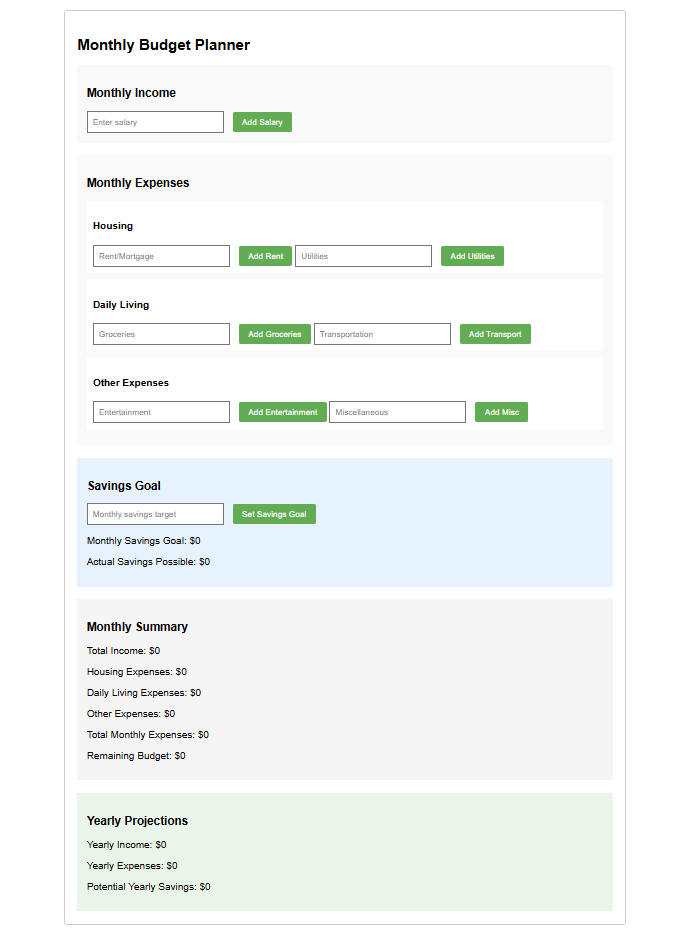 Monthly Budget Planner
Monthly Income
Enter salary Add Salary
Monthly Expenses
Housing
Rent/Mortgage Add Rent Utilities Add Utilities
Daily Living
Groceries Add Groceries Transportation Add Transport
Other Expenses
Entertainment Add Entertainment Miscellaneous Add Misc
Savings Goal
Monthly savings target Set Savings Goal
Monthly Savings Goal: $0
Actual Savings Possible: $0
Monthly Summary
Total Income: $0
Housing Expenses: $0
Daily Living Expenses: $0
Other Expenses: $0
Total Monthly Expenses: $0
Remaining Budget: $0
Yearly Projections
Yearly Income: $0
Yearly Expenses: $0
Potential Yearly Savings: $0